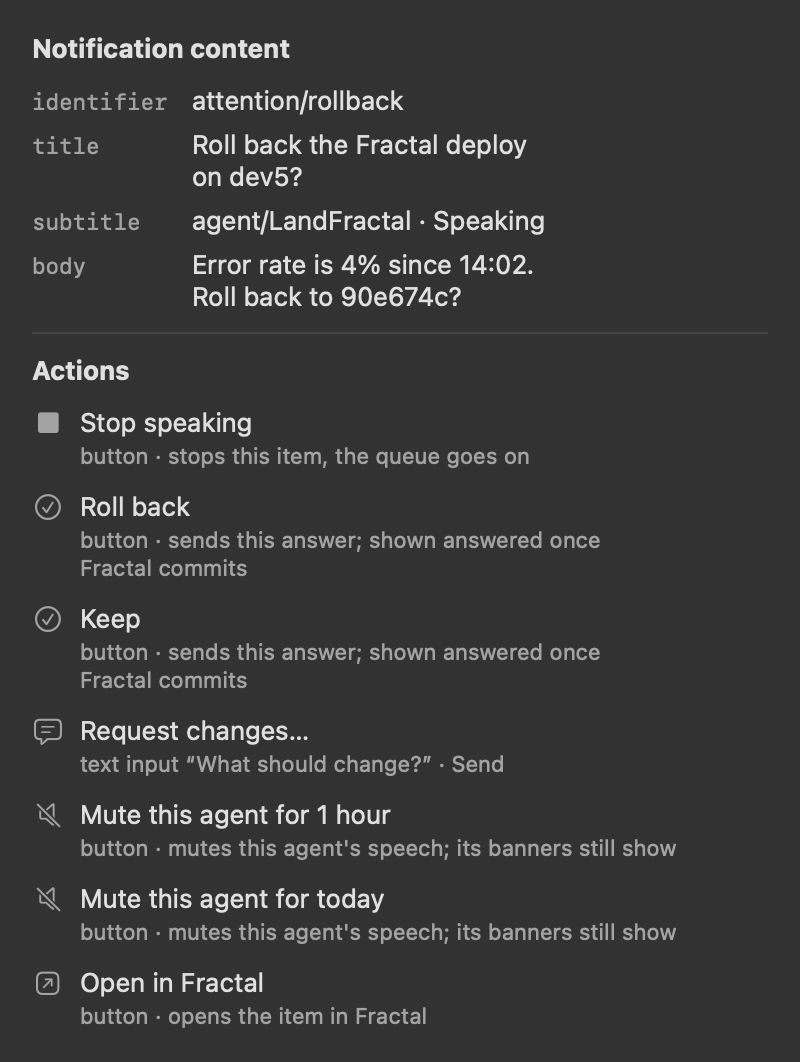 Notification content
identifier attention/rollback
title Roll back the Fractal deploy
on dev5?
subtitle agent/LandFractal · Speaking
body Error rate is 4% since 14:02.
Roll back to 90e674c?
Actions
Stop speaking
button · stops this item, the queue goes on
Roll back
button · sends this answer; shown answered once
Fractal commits
Keep
button · sends this answer; shown answered once
Fractal commits
Request changes...
text input “What should change?” · Send
Mute this agent for 1 hour
button · mutes this agent's speech; its banners still show
Mute this agent for today
button · mutes this agent's speech; its banners still show
Open in Fractal
button · opens the item in Fractal